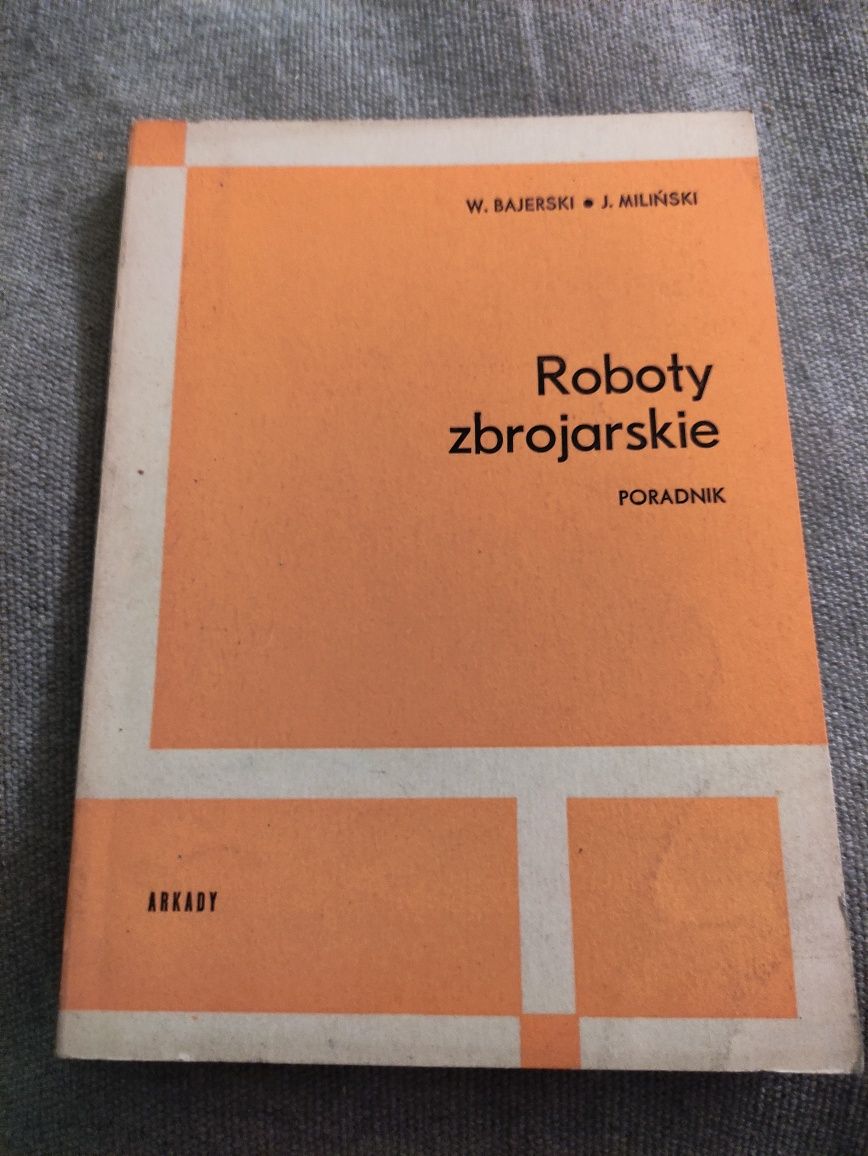 W. BAJERSKI • J. MILIŃSKI
Roboty
zbrojarskie
PORADNIK
ARKADY